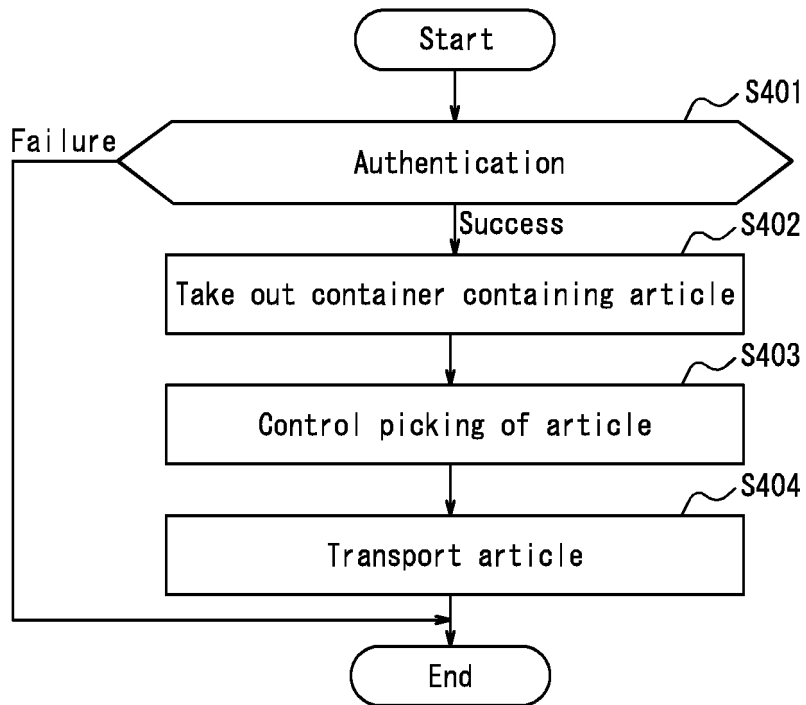 Start
S401
Failure
Authentication
Success
S402
Take out container containing article
S403
Control picking of article
S404
Transport article
End